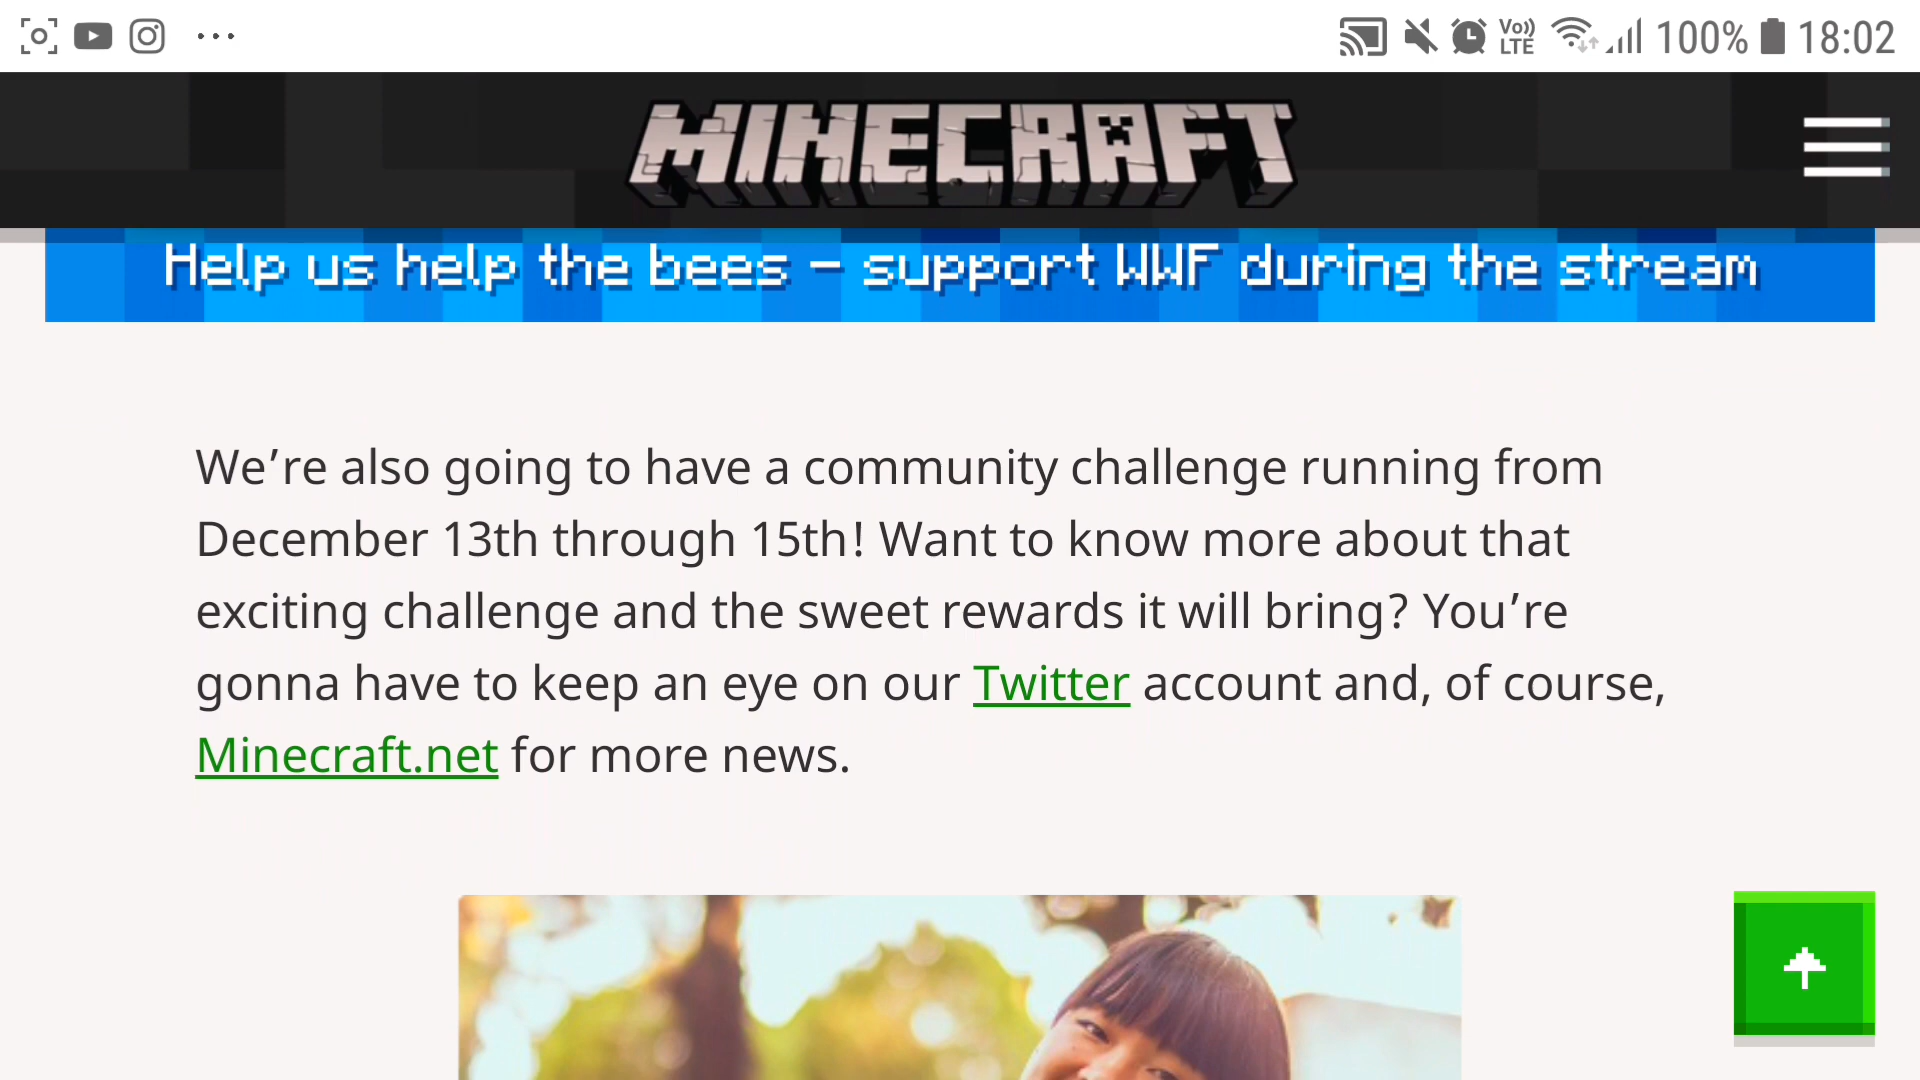 Vo))
LTE
100%
18:02
MINECRAFT
Help us help the bees – support WWF during the stream
We’re also going to have a community challenge running from
December 13th through 15th! Want to know more about that
exciting challenge and the sweet rewards it will bring? You’re
gonna have to keep an eye on our Twitter account and, of course,
Minecraft.net for more news.